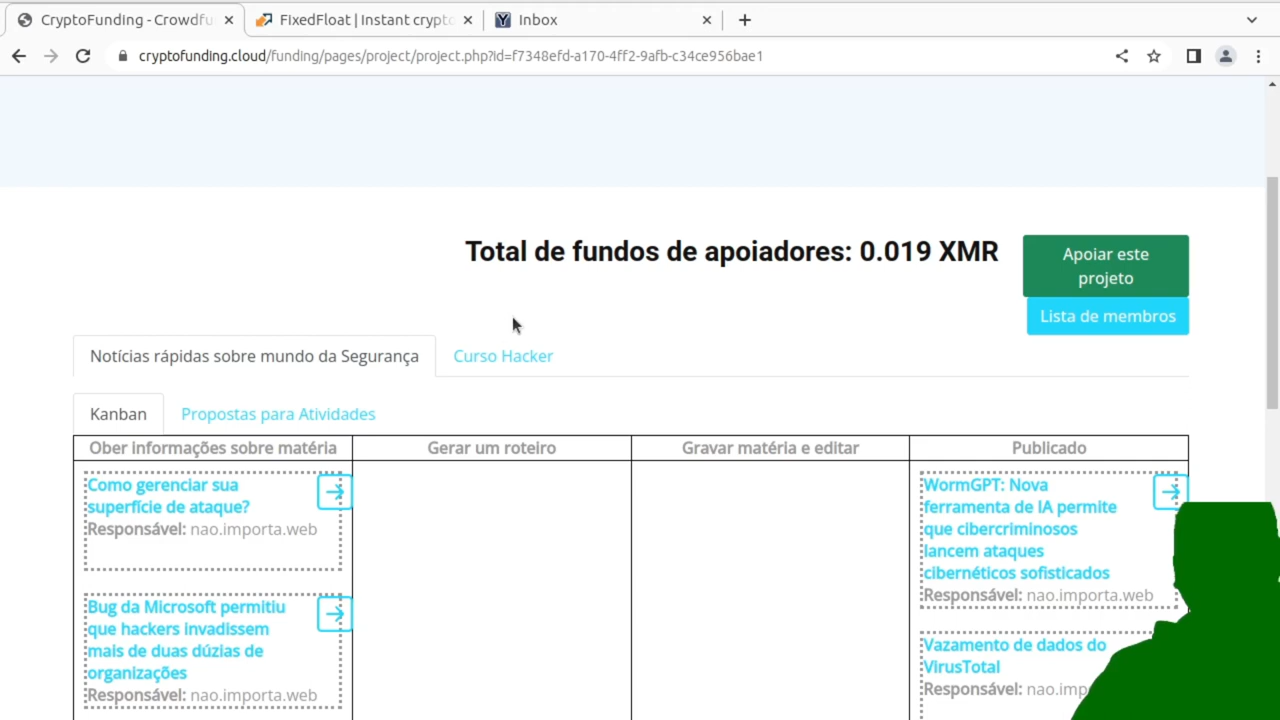 CryptoFunding - Crowdfu
FixedFloat | Instant crypto
Inbox
cryptofunding.cloud/funding/pages/project/project.php?id=f7348efd-a170-4ff2-9afb-c34ce956bae1
Total de fundos de apoiadores: 0.019 XMR
Apoiar este
projeto
Lista de membros
Notícias rápidas sobre mundo da Segurança
Curso Hacker
Kanban
Propostas para Atividades
Ober informações sobre matéria
Gerar um roteiro
Gravar matéria e editar
Publicado
Como gerenciar sua
superfície de ataque?
Responsável: nao.importa.web
Bug da Microsoft permitiu
que hackers invadissem
mais de duas dúzias de
organizações
Responsável: nao.importa.web
WormGPT: Nova
ferramenta de IA permite
que cibercriminosos
lancem ataques
cibernéticos sofisticados
Responsável: nao.importa.web
Vazamento de dados do
VirusTotal
Responsável: nao.imp